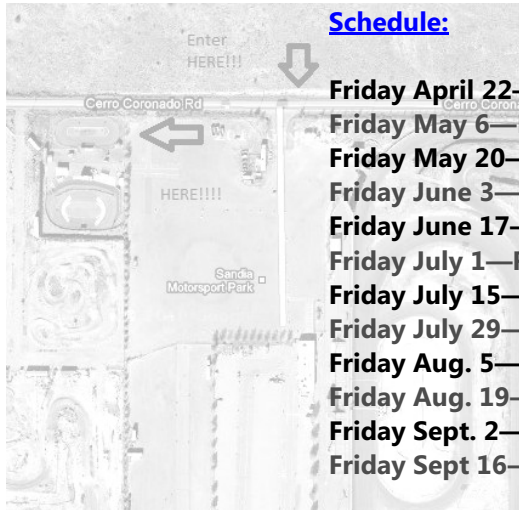 Schedule:
Enter
HERE!!!
Friday April 22-
Cerro Coronado Rd
Cerro Corona
Friday May 6—
Friday May 20—
HERE!!!!
Friday June 3—
Friday June 17-
Sandia
Motorsport Park
Friday July 1—F
Friday July 15—
Friday July 29—
Friday Aug. 5—
Friday Aug. 19-
Friday Sept. 2—
Friday Sept 16-